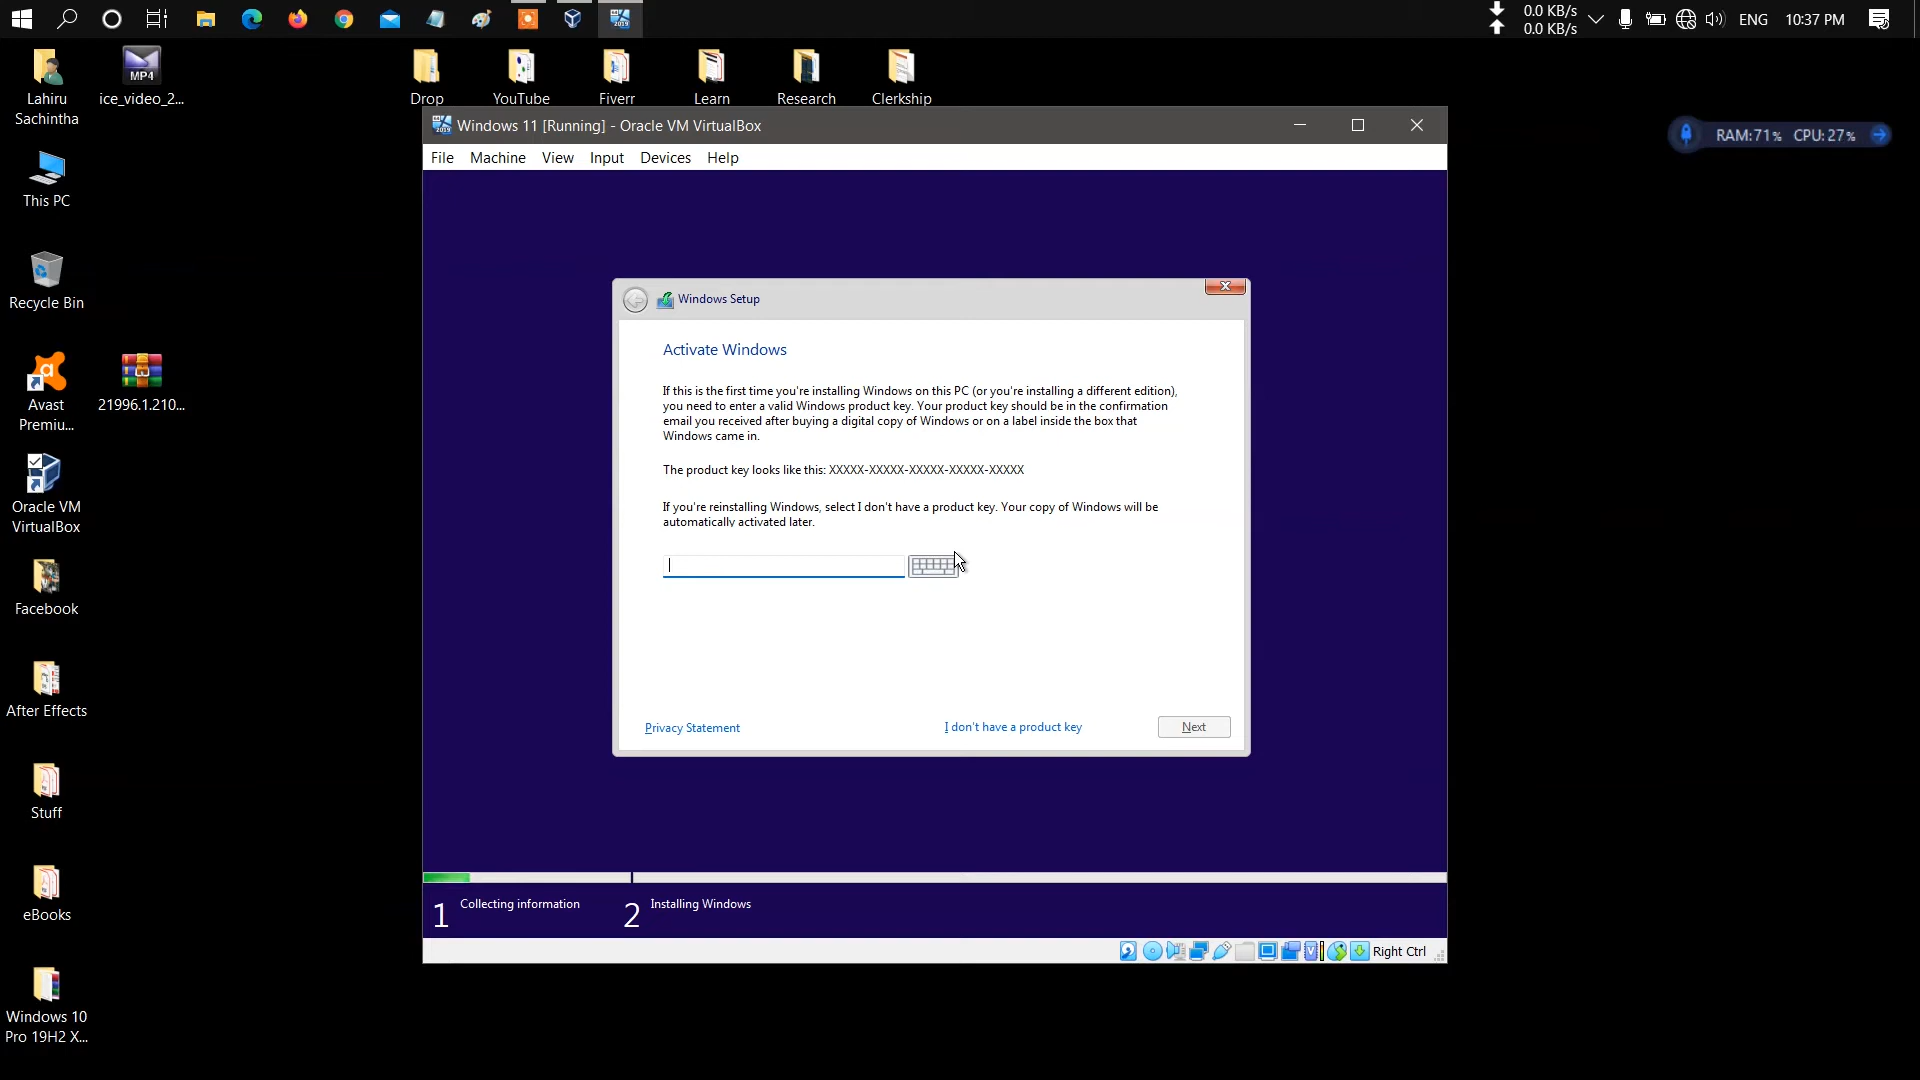 0.0 KB/s
0.0 KB/s
ENG
10:37 PM
Lahiru
Sachintha
MP4
ice_video_2...
Drop
YouTube
Fiverr
Learn
Research
Clerkship
This PC
Recycle Bin
Avast
Premiu...
21996.1.210...
Oracle VM
VirtualBox
Facebook
After Effects
Stuff
eBooks
Windows 10
Pro 19H2 X...
RAM:71% CPU:27%
Windows 11 [Running] - Oracle VM VirtualBox
File Machine View Input Devices Help
Windows Setup
Activate Windows
If this is the first time you're installing Windows on this PC (or you're installing a different edition),
you need to enter a valid Windows product key. Your product key should be in the confirmation
email you received after buying a digital copy of Windows or on a label inside the box that
Windows came in.
The product key looks like this: XXXXX-XXXXX-XXXXX-XXXXX-XXXXX
If you're reinstalling Windows, select I don't have a product key. Your copy of Windows will be
automatically activated later.
Privacy Statement
I don't have a product key
Next
1 Collecting information
2 Installing Windows
Right Ctrl